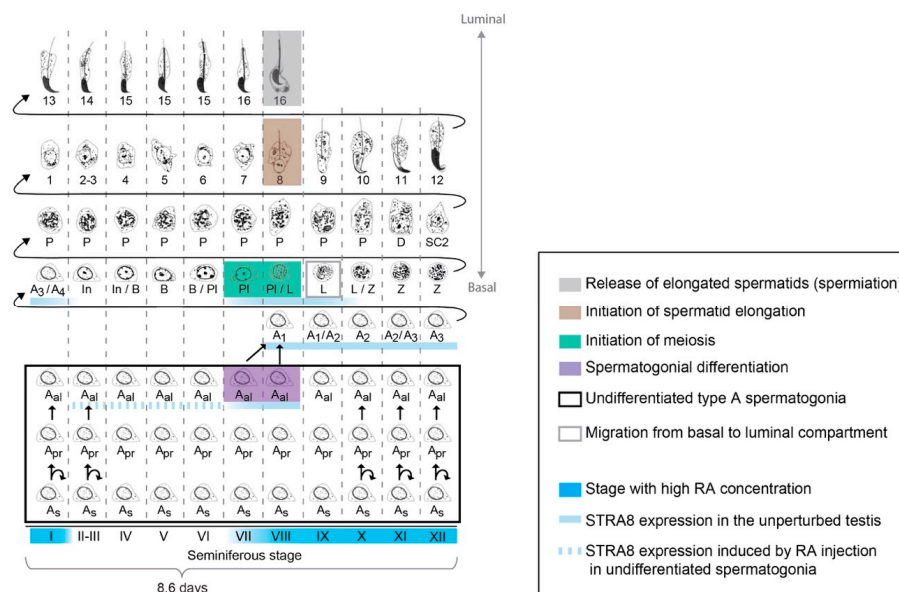 Luminal
13 14 15 15 15 16 16
1 2-3 4 5 6 7 8 9 10 11 12
P P P P P P P P P D SC2
A3 / A4 In In / B B B / Pl Pl Pl / L L L / Z Z Z
Basal
A1 A1/A2 A2 A2/A3 A3
Aal Aal Aal Aal Aal Aal Aal Aal Aal Aal Aal
Apr Apr Apr Apr Apr Apr Apr Apr Apr Apr Apr
As As As As As As As As As As As
I II-III IV V VI VII VIII IX X XI XII
Seminiferous stage
8.6 days
Release of elongated spermatids (spermiation)
Initiation of spermatid elongation
Initiation of meiosis
Spermatogonial differentiation
Undifferentiated type A spermatogonia
Migration from basal to luminal compartment
Stage with high RA concentration
STRA8 expression in the unperturbed testis
STRA8 expression induced by RA injection
in undifferentiated spermatogonia